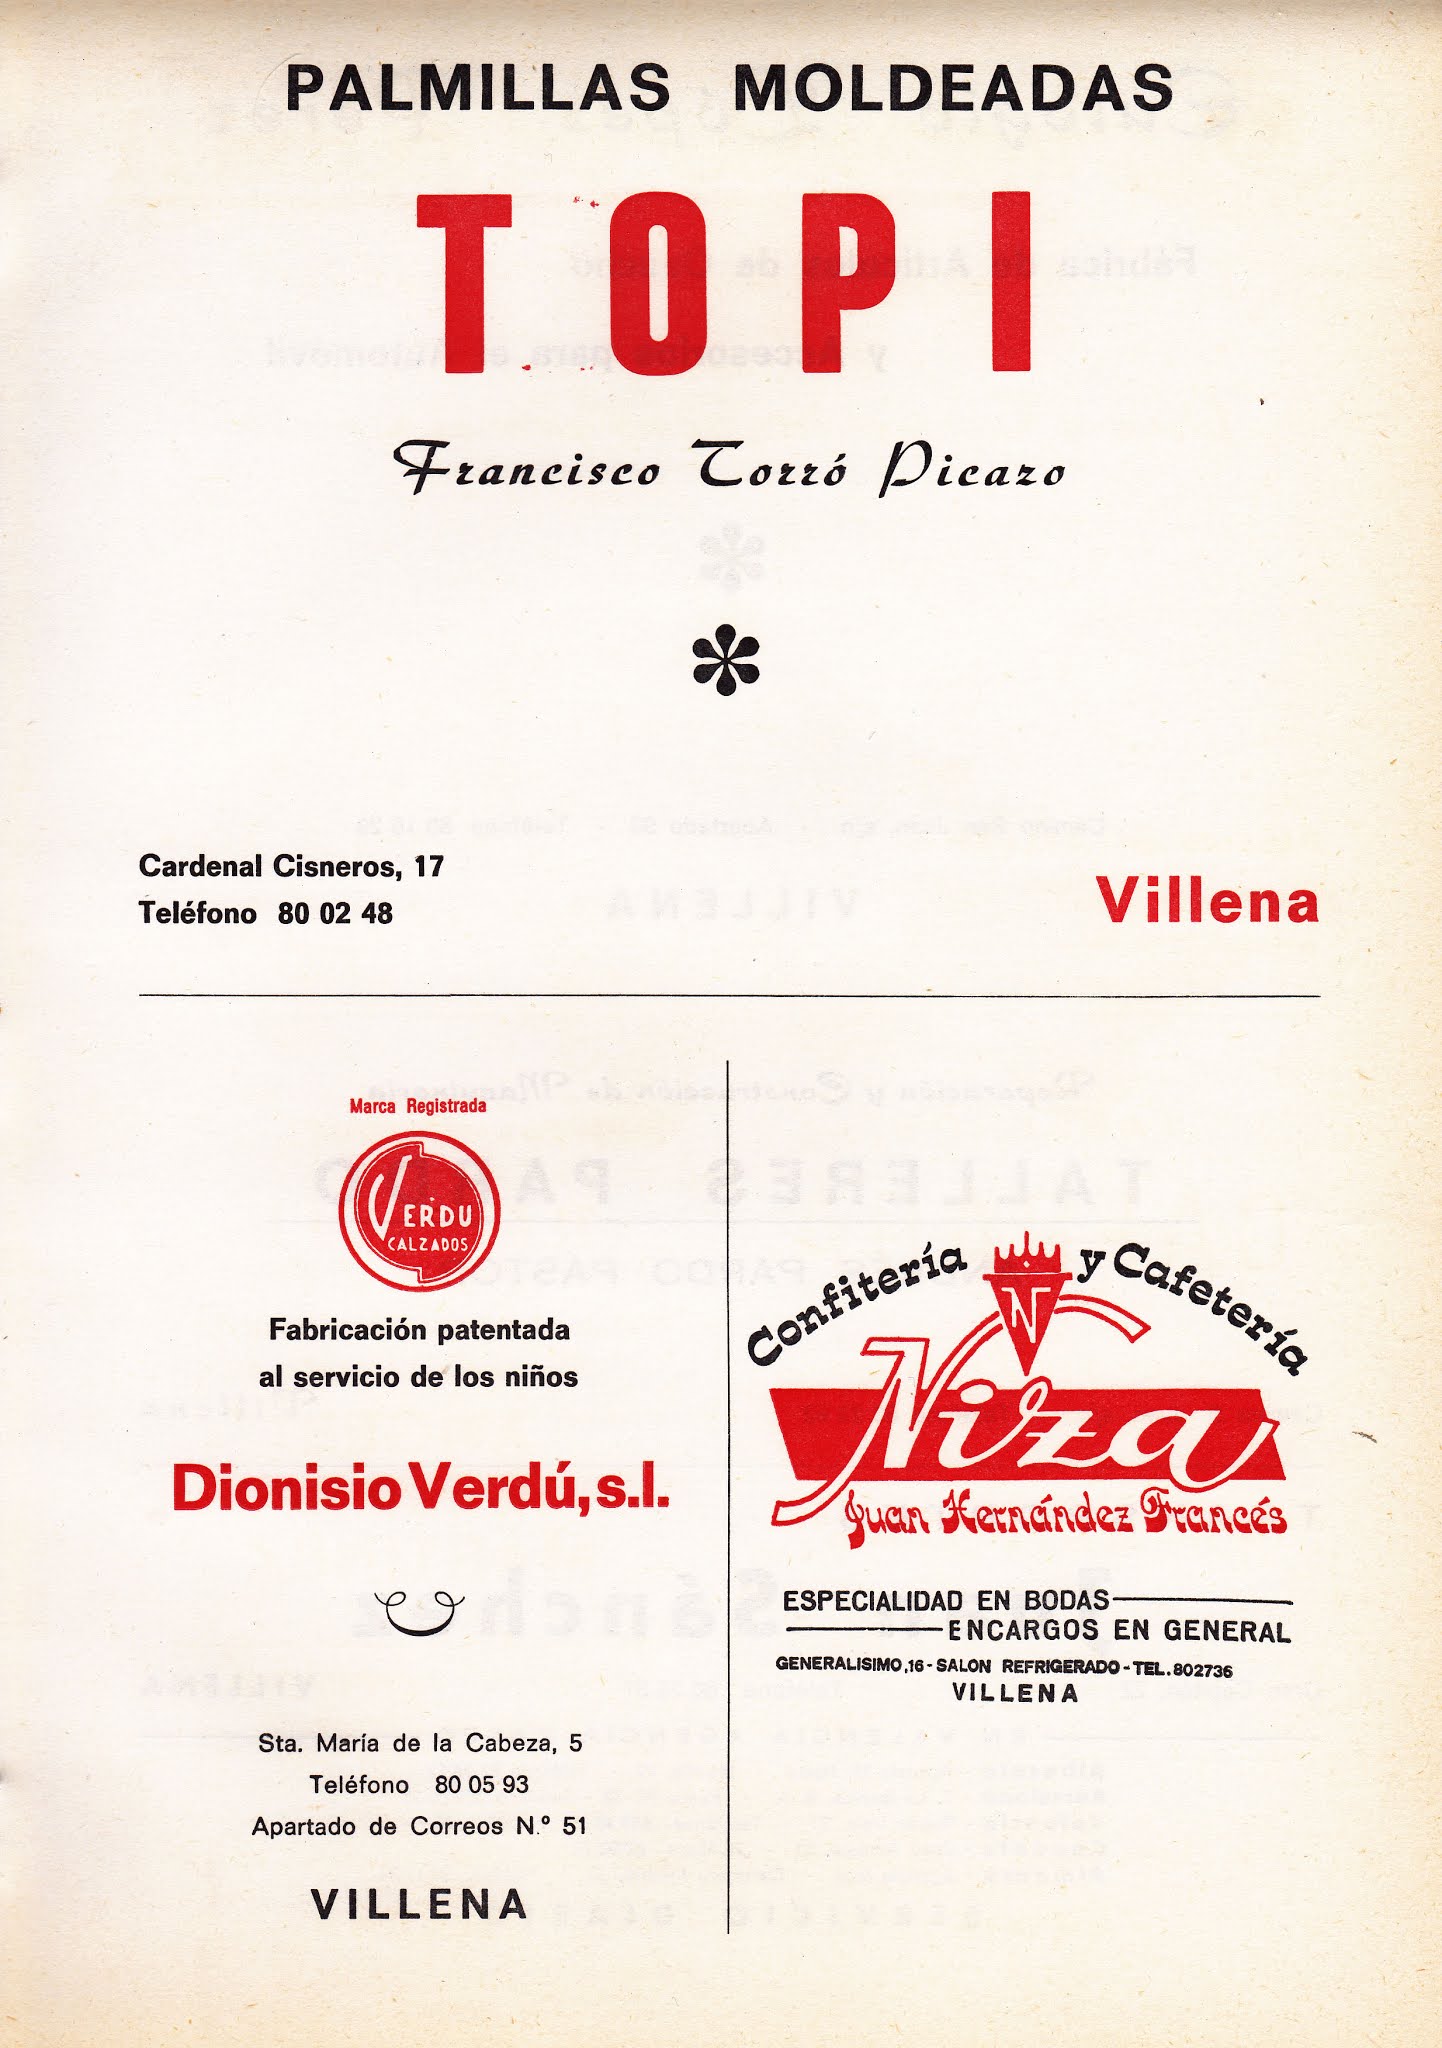 PALMILLAS MOLDEADAS
TOPI
Francisco Torró Picazo
Cardenal Cisneros, 17
Teléfono 80 02 48
Villena
Marca Registrada
VERDU
CALZADOS
Fabricación patentada
al servicio de los niños
Dionisio Verdú, s.l.
Sta. María de la Cabeza, 5
Teléfono 80 05 93
Apartado de Correos N.º 51
VILLENA
Confitería y Cafetería
N
Niza
Juan Hernández Francés
ESPECIALIDAD EN BODAS
ENCARGOS EN GENERAL
GENERALISIMO, 16 - SALON REFRIGERADO - TEL. 802736
VILLENA